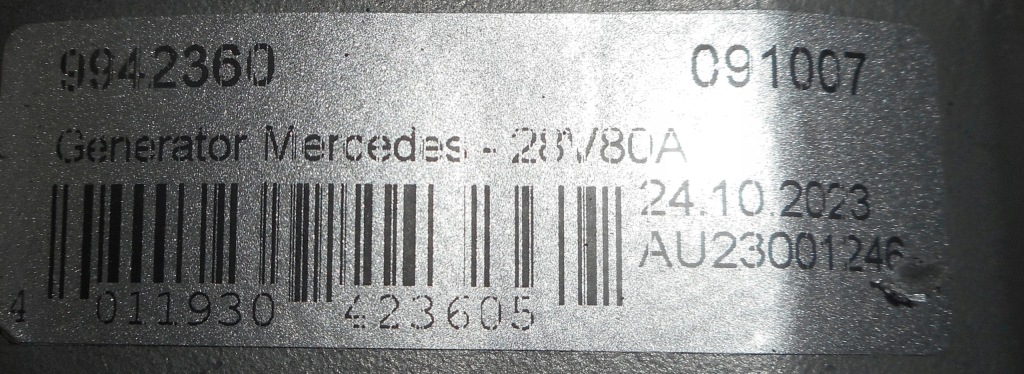 9942360 091007
Generator Mercedes - 28V/80A
24.10.2023
AU23001246
4 011930 423605